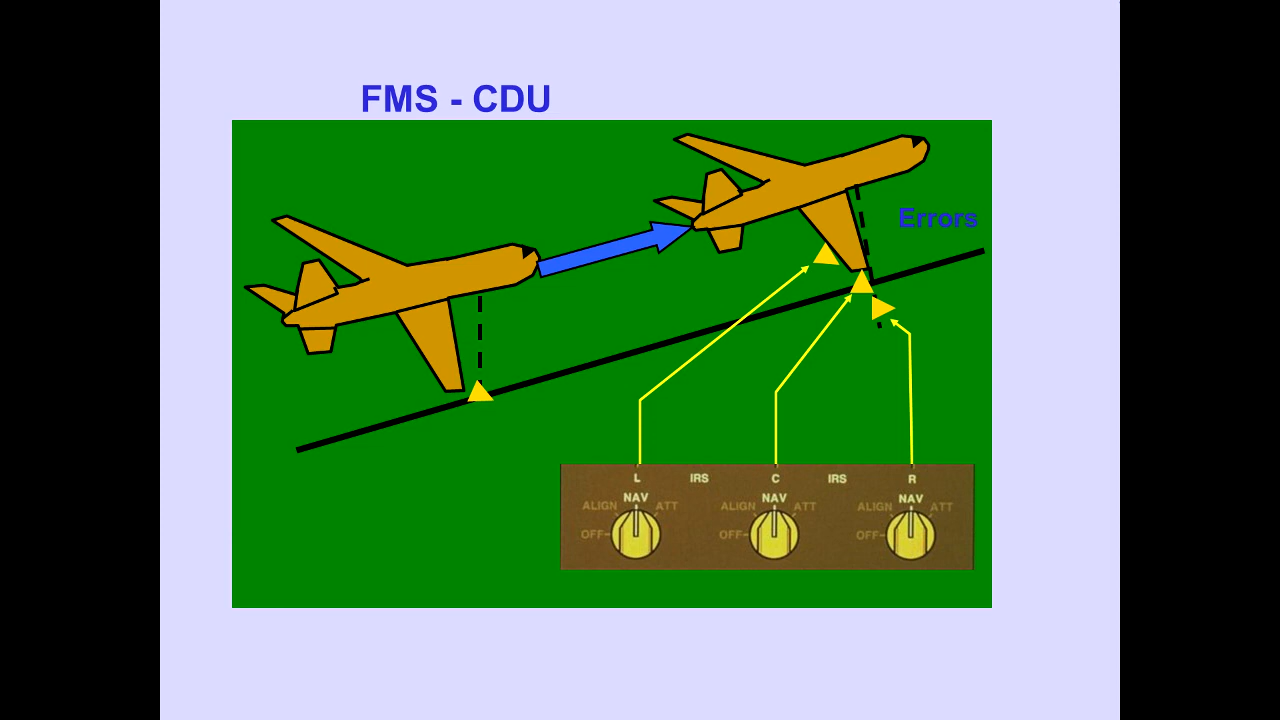 FMS - CDU
Errors
L IRS C IRS R
NAV NAV NAV
ALIGN ATT ALIGN ATT ALIGN ATT
OFF OFF OFF